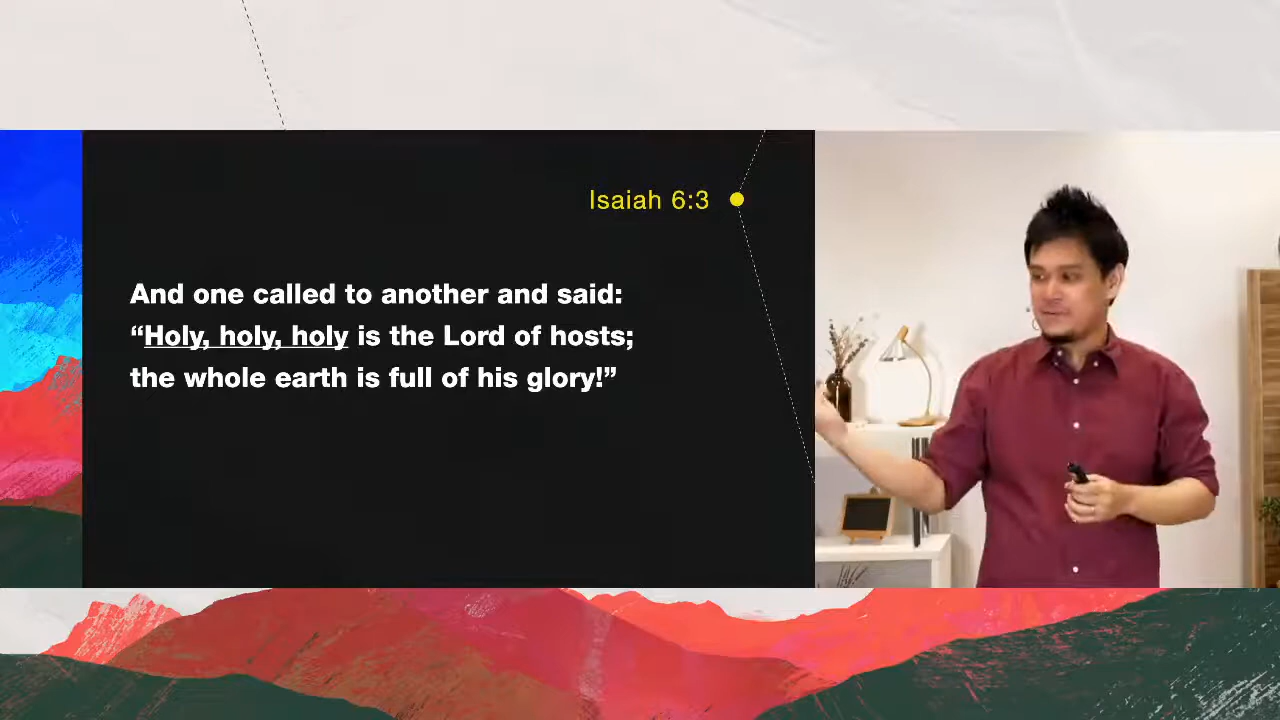 Isaiah 6:3
And one called to another and said:
“Holy, holy, holy is the Lord of hosts;
the whole earth is full of his glory!”